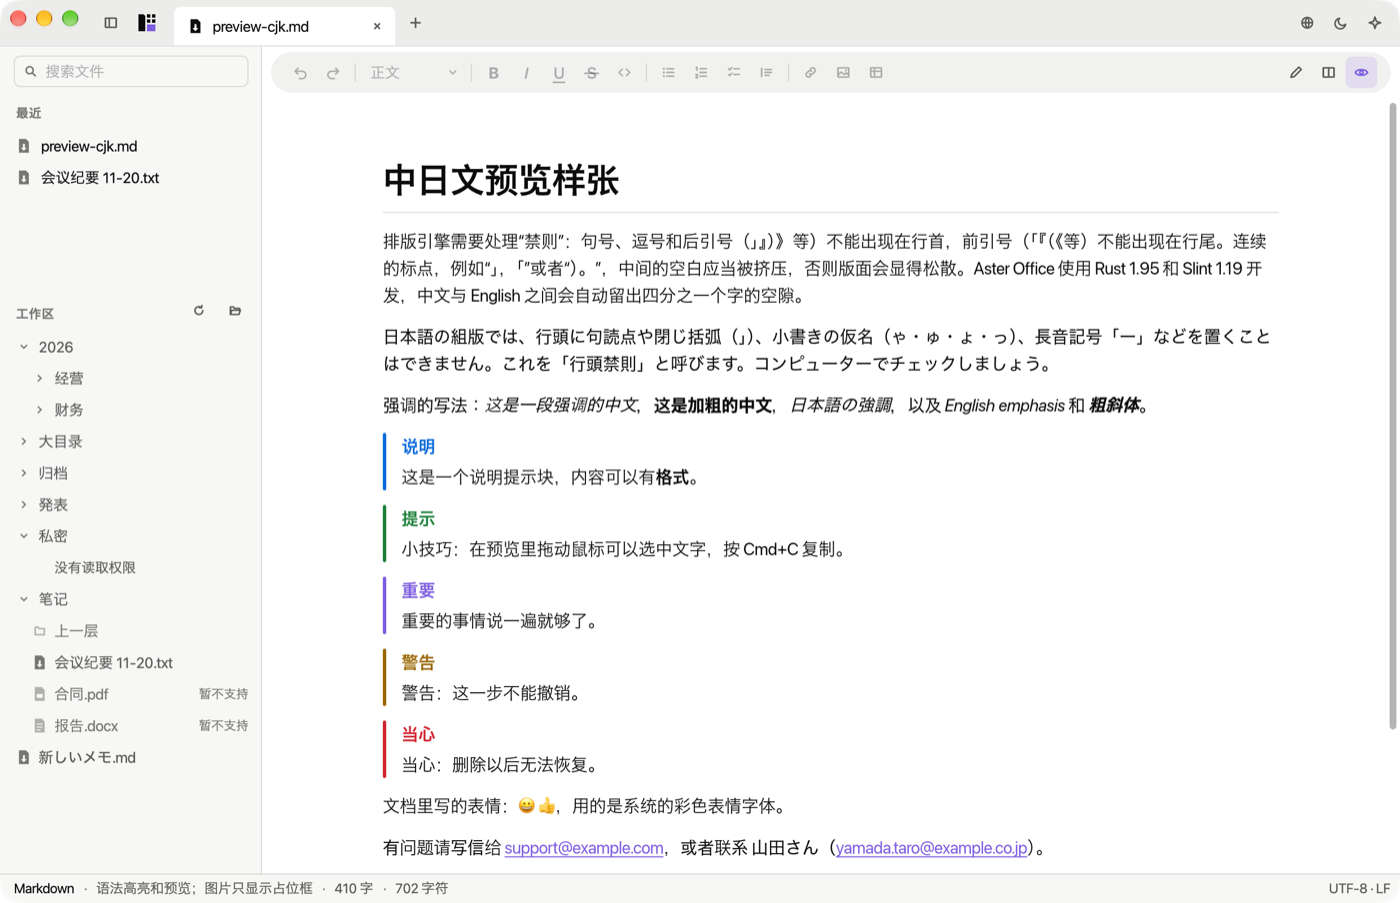 preview-cjk.md
搜索文件
最近
preview-cjk.md
会议纪要 11-20.txt
工作区
2026
经营
财务
大目录
归档
発表
私密
没有读取权限
笔记
上一层
会议纪要 11-20.txt
合同.pdf 暂不支持
报告.docx 暂不支持
新しいメモ.md
正文
B I U S
中日文预览样张
排版引擎需要处理“禁则”：句号、逗号和后引号（」』）》等）不能出现在行首，前引号（「『（《等）不能出现在行尾。连续
的标点，例如“」，「”或者“）。”，中间的空白应当被挤压，否则版面会显得松散。Aster Office 使用 Rust 1.95 和 Slint 1.19 开
发，中文与 English 之间会自动留出四分之一个字的空隙。
日本語の組版では、行頭に句読点や閉じ括弧（」）、小書きの仮名（ゃ・ゅ・ょ・っ）、長音記号「ー」などを置くこと
はできません。これを「行頭禁則」と呼びます。コンピューターでチェックしましょう。
强调的写法：这是一段强调的中文，这是加粗的中文，日本語の強調，以及 English emphasis 和 粗斜体。
说明
这是一个说明提示块，内容可以有格式。
提示
小技巧：在预览里拖动鼠标可以选中文字，按 Cmd+C 复制。
重要
重要的事情说一遍就够了。
警告
警告：这一步不能撤销。
当心
当心：删除以后无法恢复。
文档里写的表情：😀👍，用的是系统的彩色表情字体。
有问题请写信给 support@example.com，或者联系 山田さん（yamada.taro@example.co.jp）。
Markdown · 语法高亮和预览；图片只显示占位框 · 410 字 · 702 字符
UTF-8 · LF